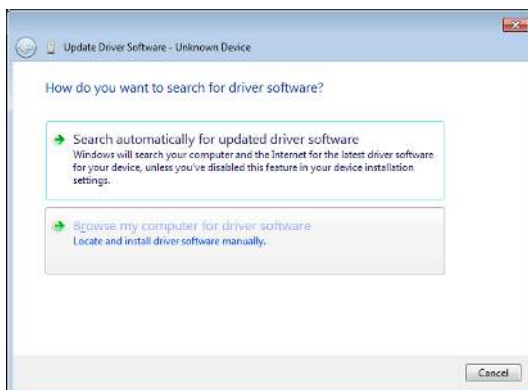 Update Driver Software - Unknown Device
How do you want to search for driver software?
Search automatically for updated driver software
Windows will search your computer and the Internet for the latest driver software
for your device, unless you've disabled this feature in your device installation
settings.
Browse my computer for driver software
Locate and install driver software manually.
Cancel